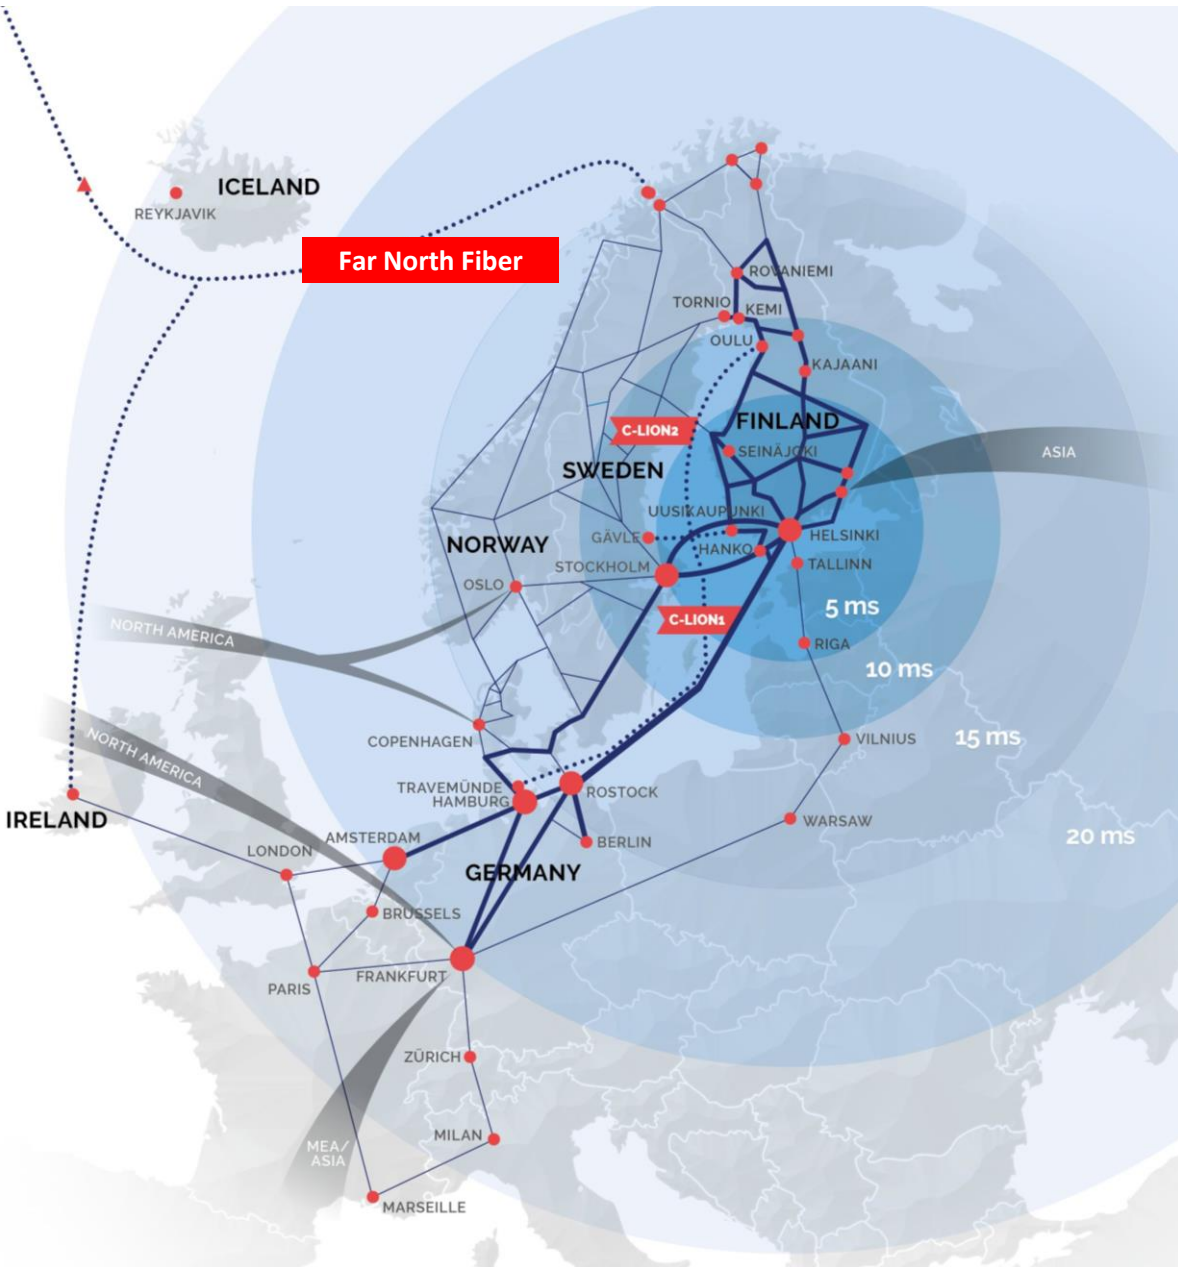 ICELAND
REYKJAVIK
Far North Fiber
ROVANIEMI
TORNIO
KEMI
OULU
KAJAANI
C-LION2
FINLAND
SEINÄJOKI
ASIA
SWEDEN
UUSIKAUPUNKI
NORWAY
GÄVLE
HANKO
HELSINKI
STOCKHOLM
TALLINN
OSLO
5 ms
C-LION1
NORTH AMERICA
RIGA
10 ms
COPENHAGEN
VILNIUS
15 ms
NORTH AMERICA
TRAVEMÜNDE
HAMBURG
ROSTOCK
IRELAND
WARSAW
AMSTERDAM
BERLIN
20 ms
LONDON
GERMANY
BRUSSELS
FRANKFURT
PARIS
ZÜRICH
MILAN
MEA/
ASIA
MARSEILLE